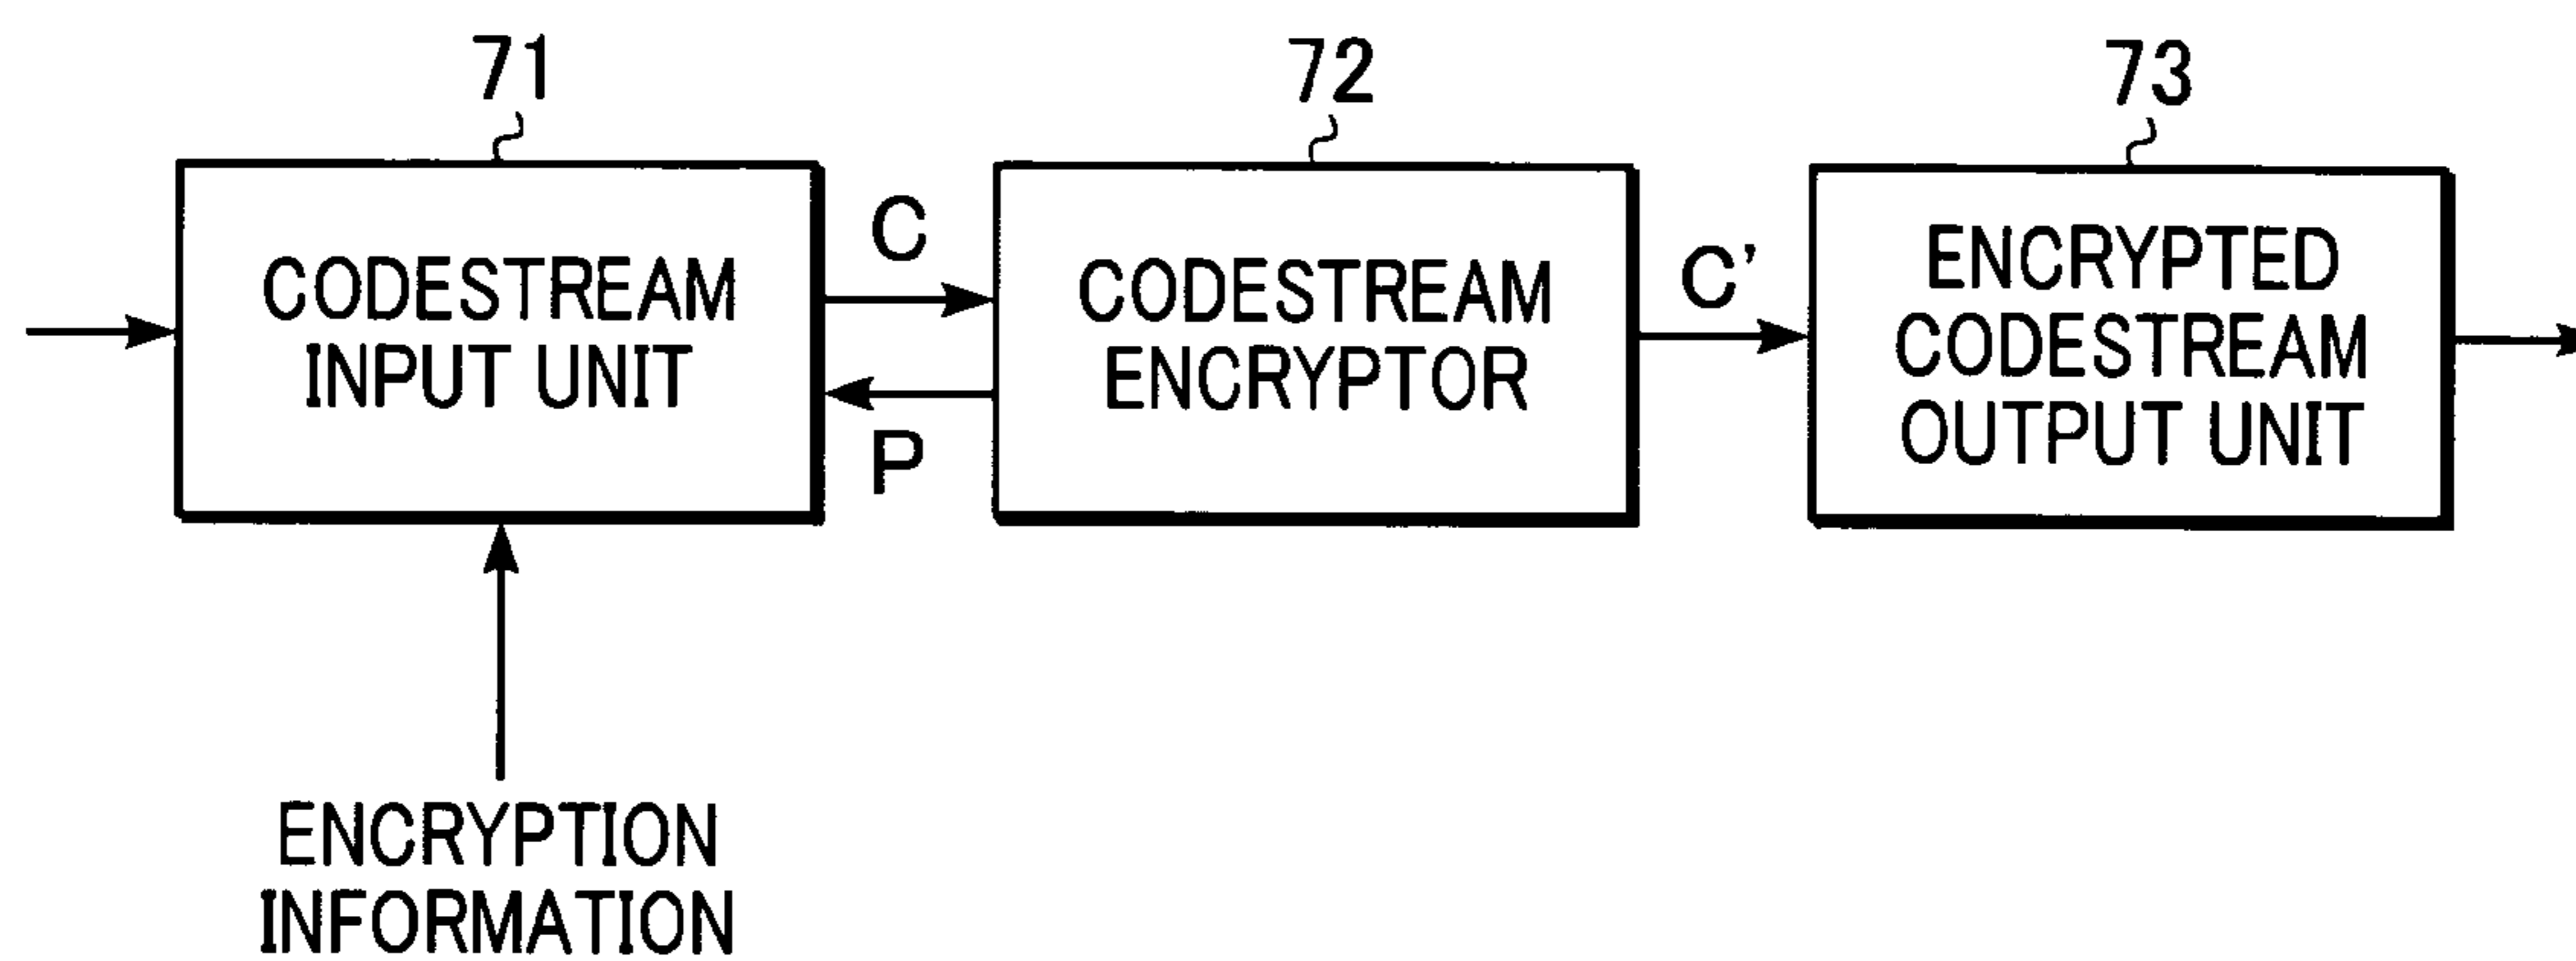 71
72
73
CODESTREAM
INPUT UNIT
C
P
CODESTREAM
ENCRYPTOR
C'
ENCRYPTED
CODESTREAM
OUTPUT UNIT
ENCRYPTION
INFORMATION